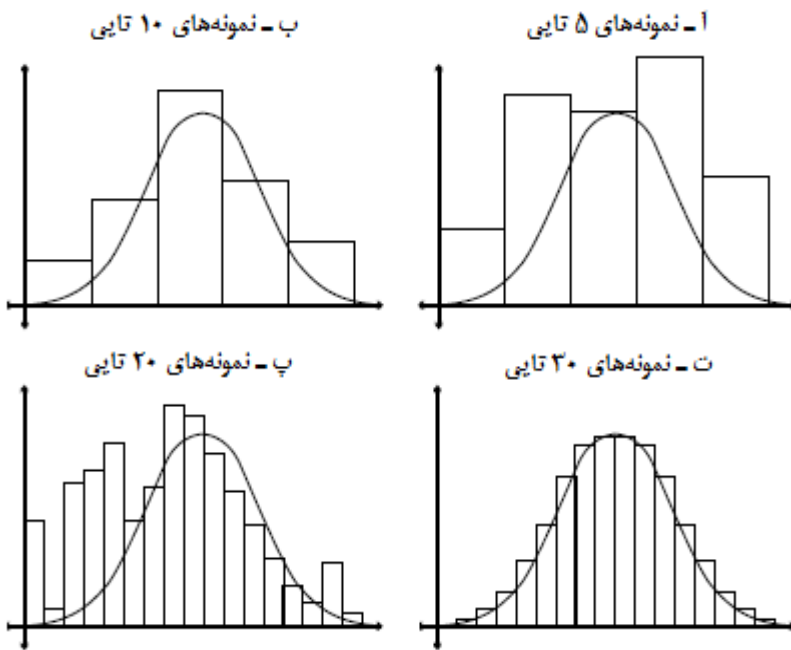 آ ـ نمونه‌های ۵ تایی
ب ـ نمونه‌های ۱۰ تایی
پ ـ نمونه‌های ۲۰ تایی
ت ـ نمونه‌های ۳۰ تایی